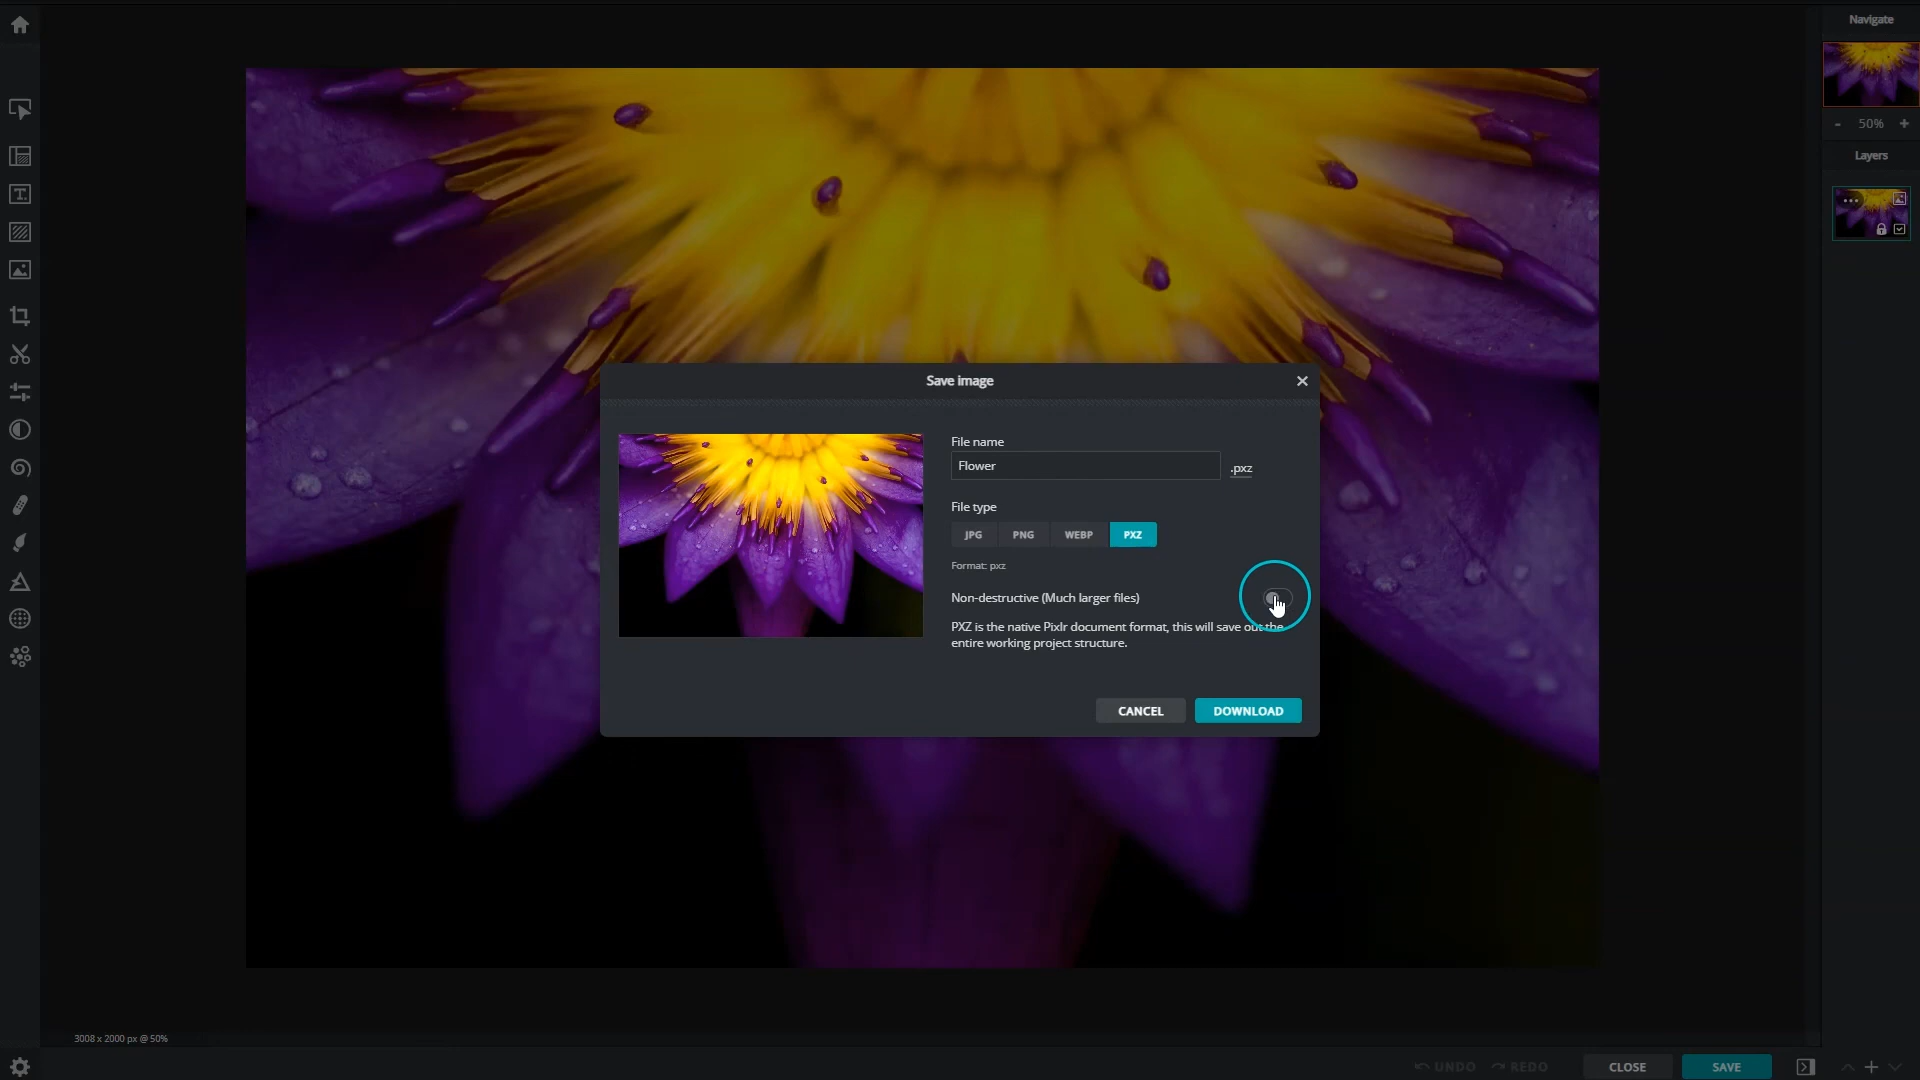 Navigate
- 50% +
Layers
Save image
File name
Flower .pxz
File type
JPG PNG WEBP PXZ
Format: pxz
Non-destructive (Much larger files)
PXZ is the native Pixlr document format, this will save out the
entire working project structure.
CANCEL DOWNLOAD
3008 x 2000 px @ 50%
UNDO REDO CLOSE SAVE